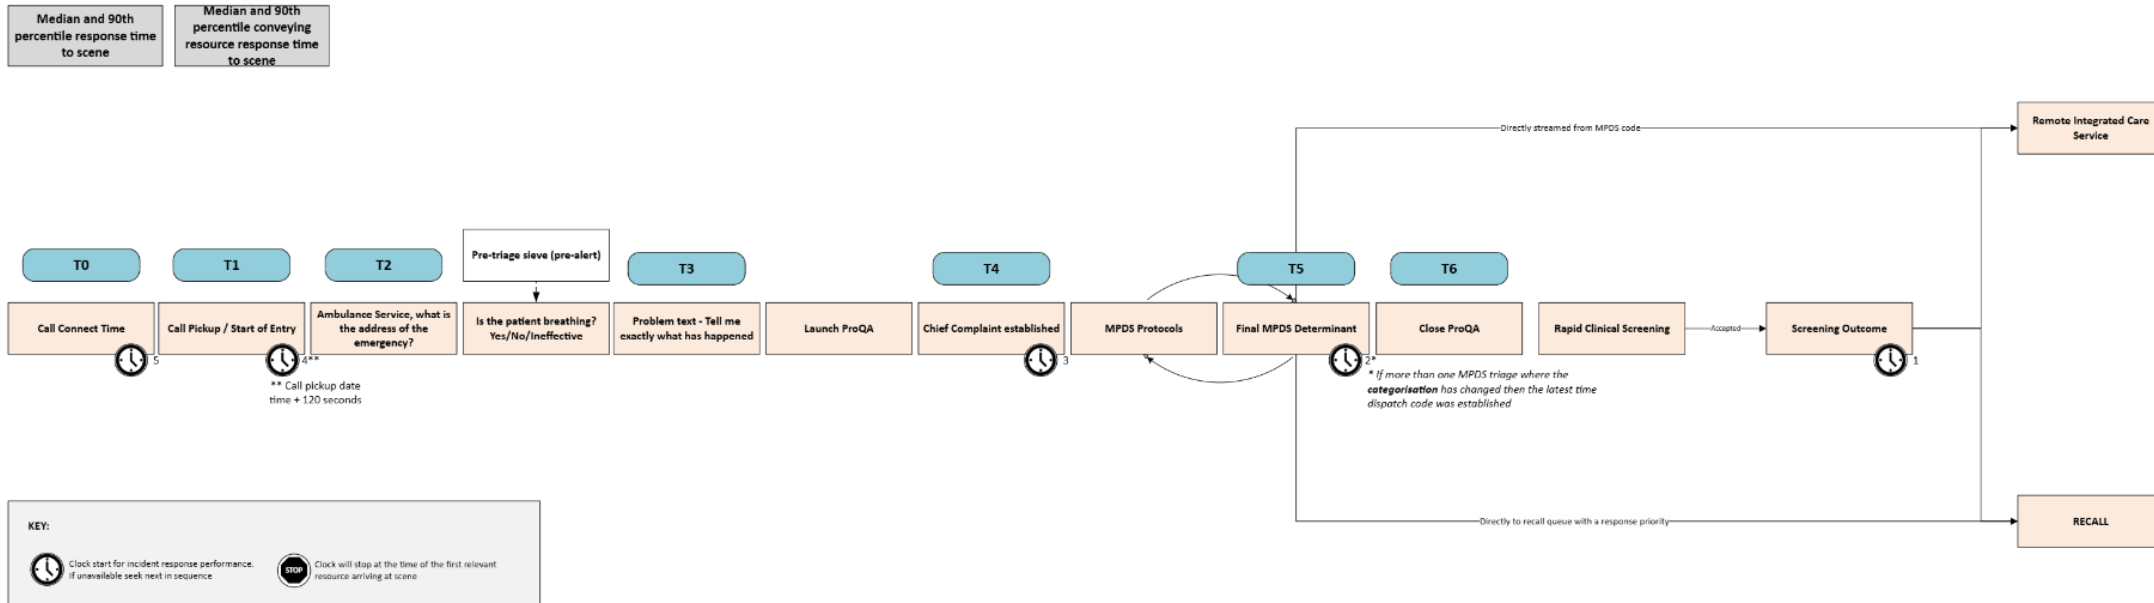 Median and 90th
percentile response time
to scene
Median and 90th
percentile conveying
resource response time
to scene
Directly streamed from MPDS code
Remote Integrated Care
Service
T0
T1
T2
Pre-triage sieve (pre-alert)
T3
T4
T5
T6
Call Connect Time
5
Call Pickup / Start of Entry
4**
** Call pickup date
time + 120 seconds
Ambulance Service, what is
the address of the
emergency?
Is the patient breathing?
Yes/No/Ineffective
Problem text - Tell me
exactly what has happened
Launch ProQA
Chief Complaint established
3
MPDS Protocols
Final MPDS Determinant
2*
* If more than one MPDS triage where the
categorisation has changed then the latest time
dispatch code was established
Close ProQA
Rapid Clinical Screening
Accepted
Screening Outcome
1
Directly to recall queue with a response priority
RECALL
KEY:
Clock start for incident response performance.
If unavailable seek next in sequence
STOP
Clock will stop at the time of the first relevant
resource arriving at scene